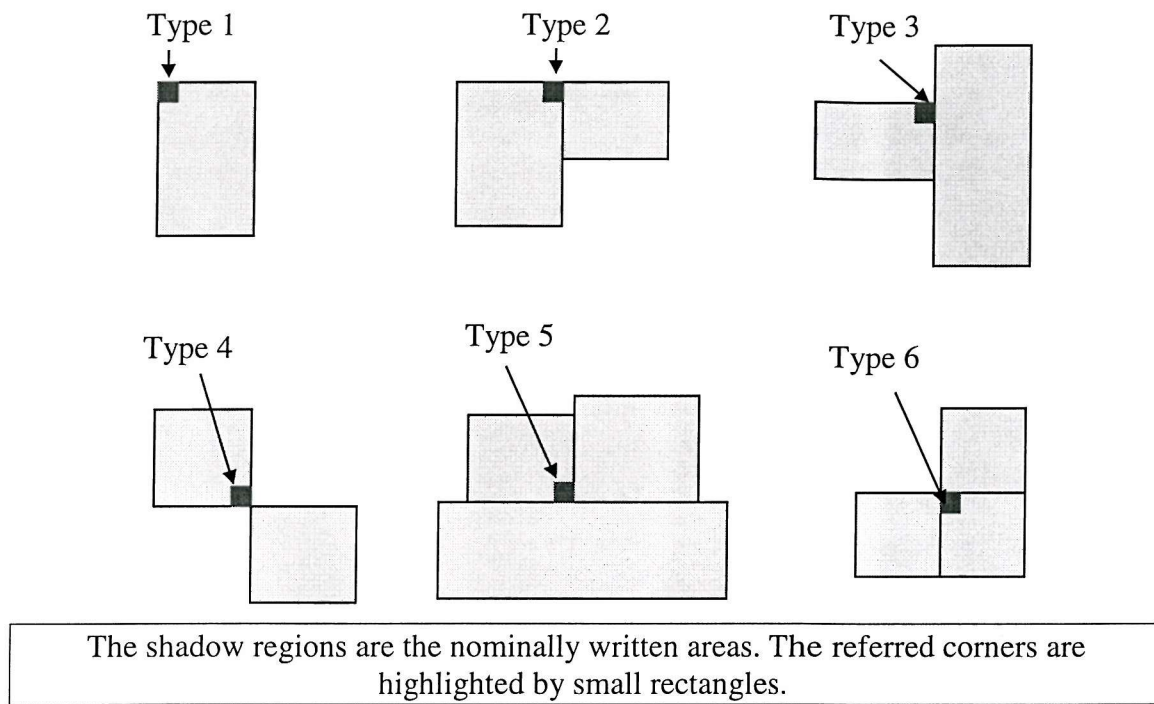 Type 1
Type 2
Type 3
Type 4
Type 5
Type 6
The shadow regions are the nominally written areas. The referred corners are
highlighted by small rectangles.